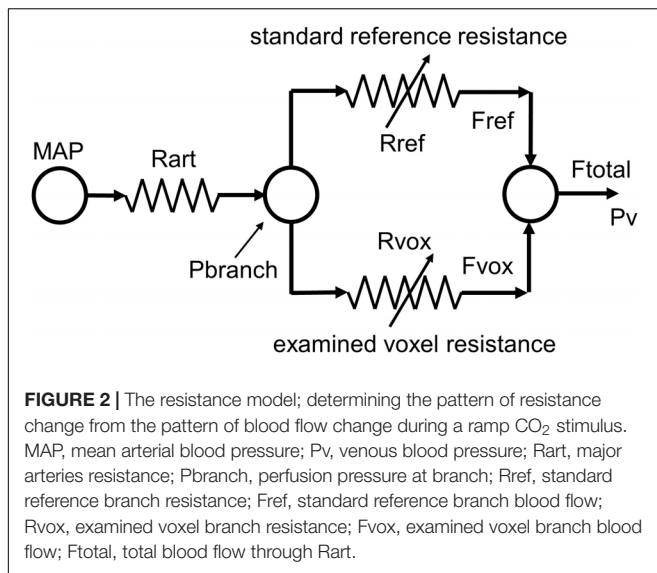 standard reference resistance
MAP
Rart
Rref
Fref
Ftotal
Pv
Pbranch
Rvox
Fvox
examined voxel resistance
FIGURE 2 | The resistance model; determining the pattern of resistance
change from the pattern of blood flow change during a ramp CO₂ stimulus.
MAP, mean arterial blood pressure; Pv, venous blood pressure; Rart, major
arteries resistance; Pbranch, perfusion pressure at branch; Rref, standard
reference branch resistance; Fref, standard reference branch blood flow;
Rvox, examined voxel branch resistance; Fvox, examined voxel branch blood
flow; Ftotal, total blood flow through Rart.